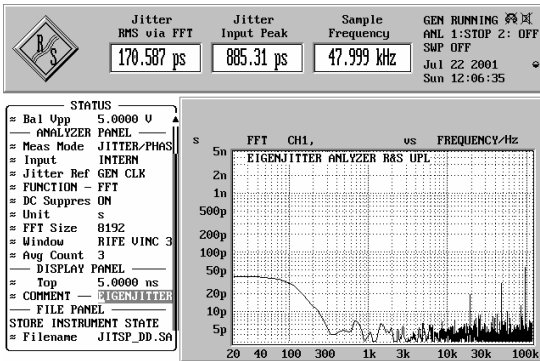 Jitter
RMS via FFT
170.587 ps
Jitter
Input Peak
885.31 ps
Sample
Frequency
47.999 kHz
GEN RUNNING
ANL 1:STOP 2: OFF
SWP OFF
Jul 22 2001
Sun 12:06:35
R&S
STATUS
≈ Bal Vpp 5.0000 V
ANALYZER PANEL
≈ Meas Mode JITTER/PHAS
≈ Input INTERN
≈ Jitter Ref GEN CLK
≈ FUNCTION - FFT
≈ DC Suppres ON
≈ Unit s
≈ FFT Size 8192
≈ Window RIFE VINC 3
≈ Avg Count 3
DISPLAY PANEL
≈ Top 5.0000 ns
≈ COMMENT — EIGENJITTER
FILE PANEL
STORE INSTRUMENT STATE
≈ Filename JITSP_DD.SA
s FFT CH1, vs FREQUENCY/Hz
EIGENJITTER ANLYZER R&S UPL
5n
2n
1n
500p
200p
100p
50p
20p
10p
5p
20 40 100 300 1k 3k 10k 30k 100k